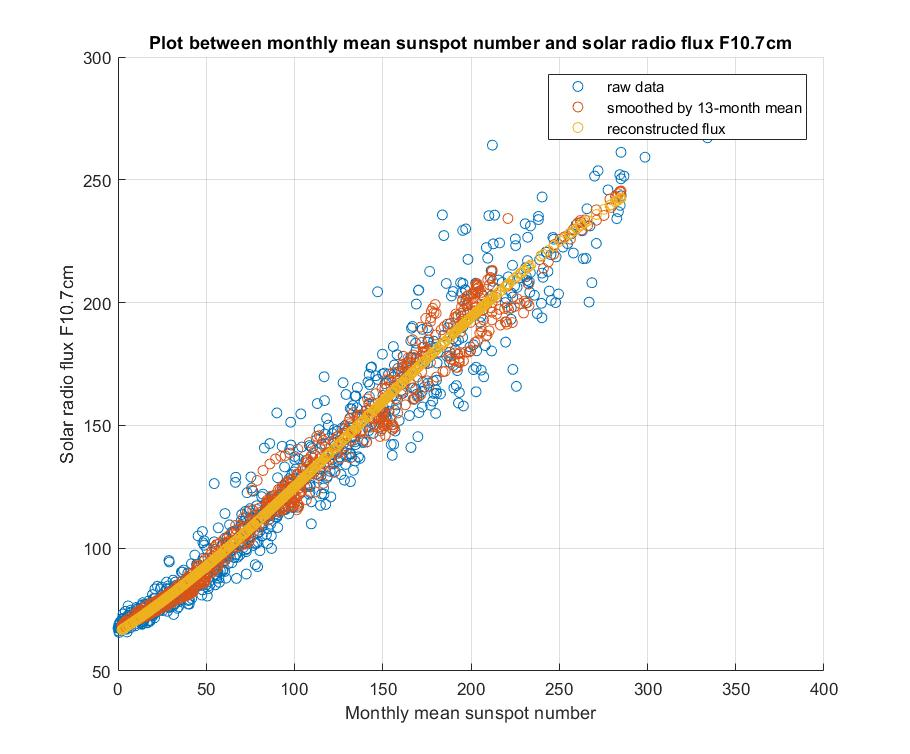 Plot between monthly mean sunspot number and solar radio flux F10.7cm
300
raw data
smoothed by 13-month mean
reconstructed flux
250
200
Solar radio flux F10.7cm
150
100
50
0 50 100 150 200 250 300 350 400
Monthly mean sunspot number